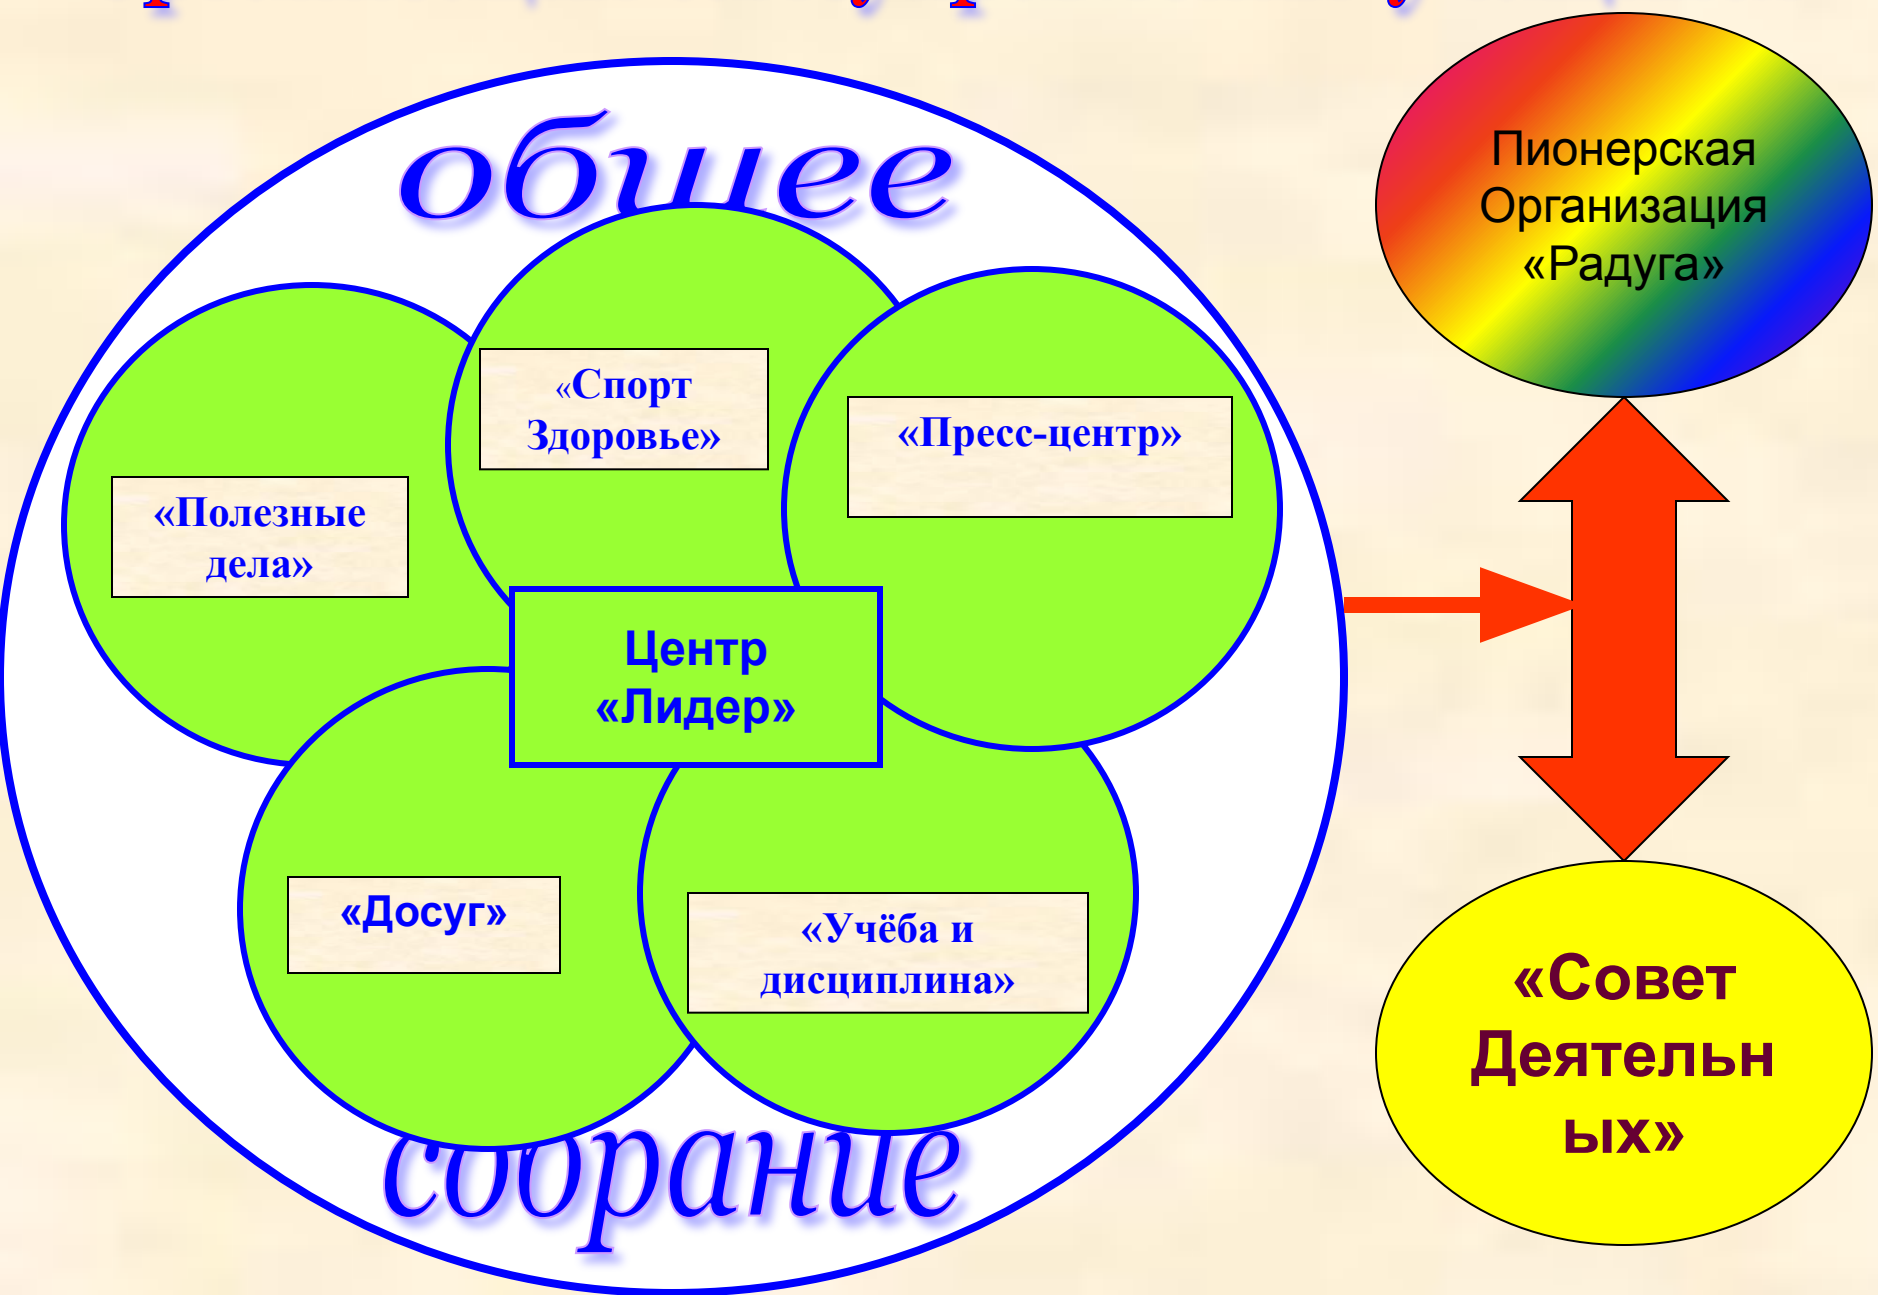 общее
Пионерская
Организация
«Радуга»
«Спорт
Здоровье»
«Пресс-центр»
«Полезные
дела»
Центр
«Лидер»
«Досуг»
«Учёба и
дисциплина»
«Совет
Деятельн
ых»
собрание